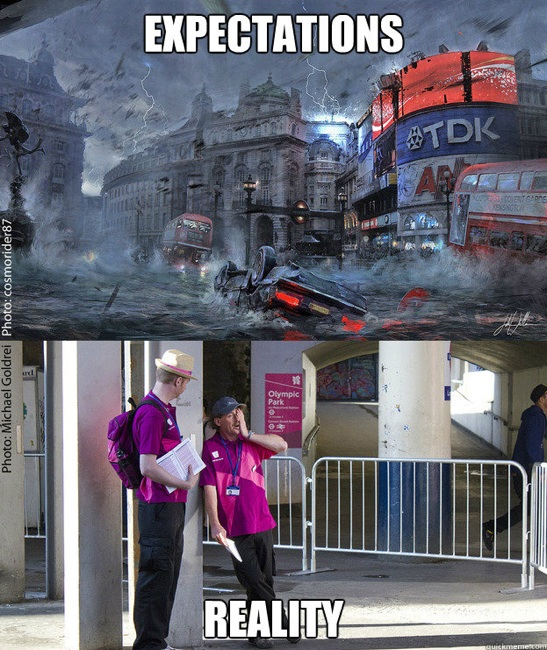 EXPECTATIONS
TDK
Photo: cosmorider87
Photo: Michael Goldrei
Olympic
Park
REALITY
quickmeme.com